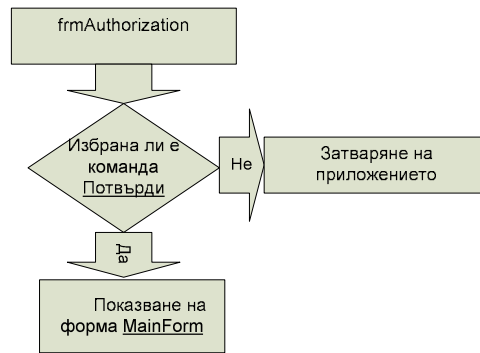 frmAuthorization
Избрана ли е
команда
Потвърди
Не
Затваряне на
приложението
Да
Показване на
форма MainForm